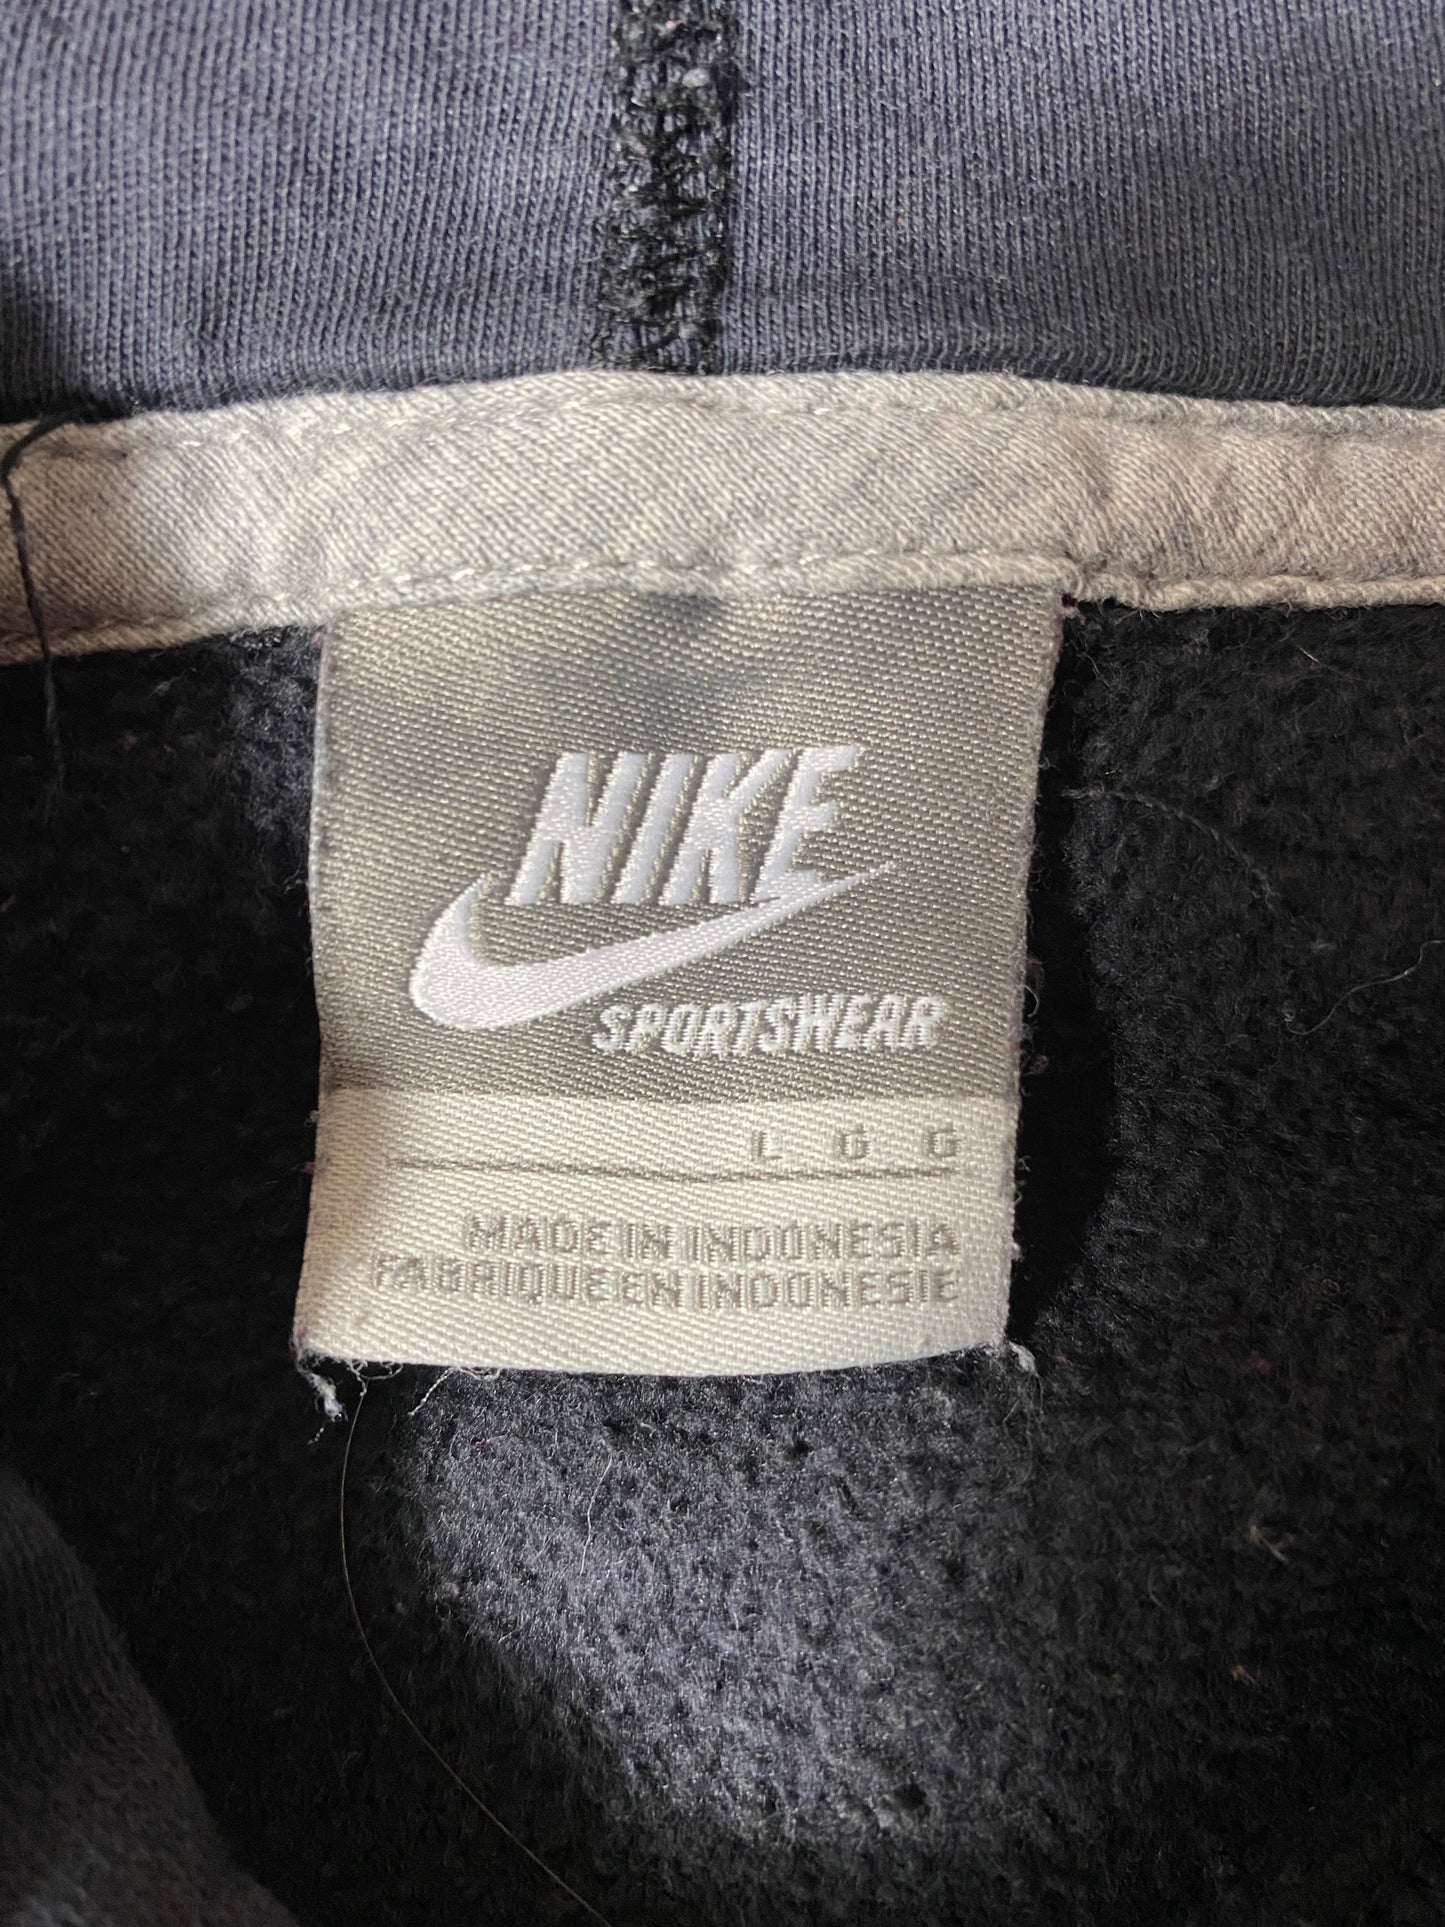 NIKE
SPORTSWEAR
L G G
MADE IN INDONESIA
FABRIQUE EN INDONESIE